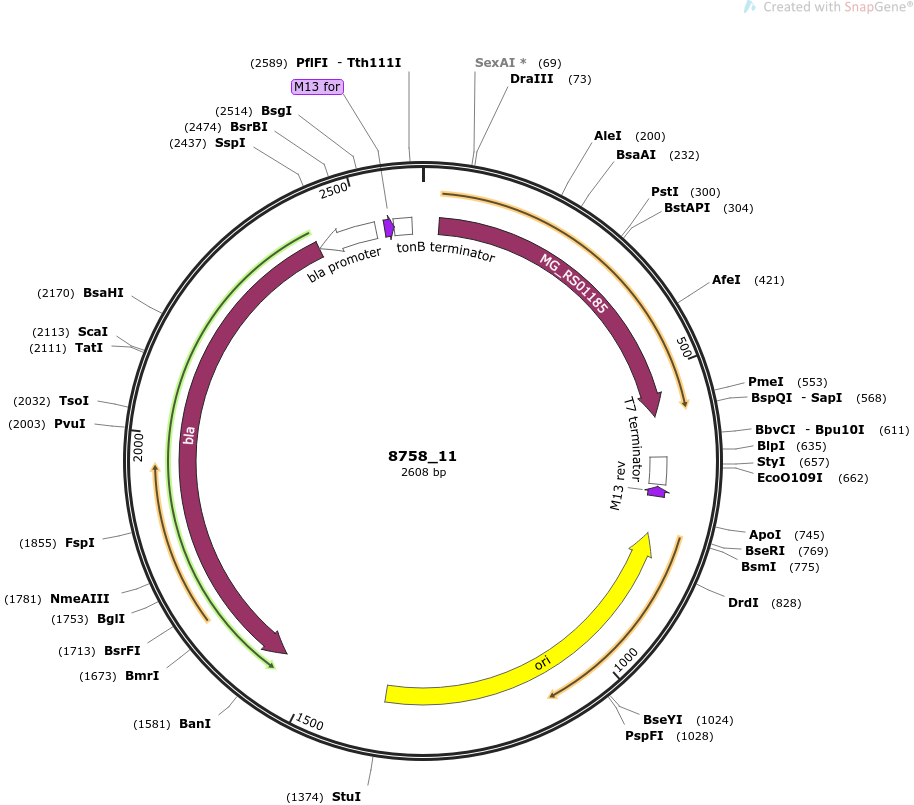 Created with SnapGene®
(2589) PflFI - Tth111I
SexAI * (69)
DraIII (73)
M13 for
(2514) BsgI
(2474) BsrBI
(2437) SspI
AleI (200)
BsaAI (232)
PstI (300)
BstAPI (304)
2500
bla promoter
tonB terminator
MG_RS01185
AfeI (421)
(2170) BsaHI
(2113) ScaI
(2111) TatI
500
PmeI (553)
BspQI - SapI (568)
(2032) TsoI
(2003) PvuI
2000
bla
T7 terminator
BbvCI - Bpu10I (611)
BlpI (635)
StyI (657)
EcoO109I (662)
8758_11
2608 bp
M13 rev
(1855) FspI
ApoI (745)
BseRI (769)
BsmI (775)
(1781) NmeAIII
(1753) BglI
DrdI (828)
(1713) BsrFI
(1673) BmrI
ori
1000
(1581) BanI
1500
BseYI (1024)
PspFI (1028)
(1374) StuI